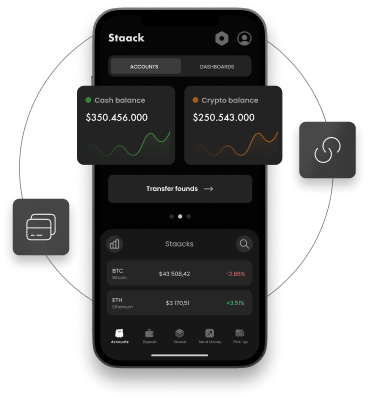 Staack
ACCOUNTS DASHBOARDS
Cash balance
$350.456.000
Crypto balance
$250.543.000
Transfer founds
Staacks
BTC
Bitcoin
$43 508,42
-2.86%
ETH
Ethereum
$3 170,51
+3.51%
Accounts Deposit Staack Send Money